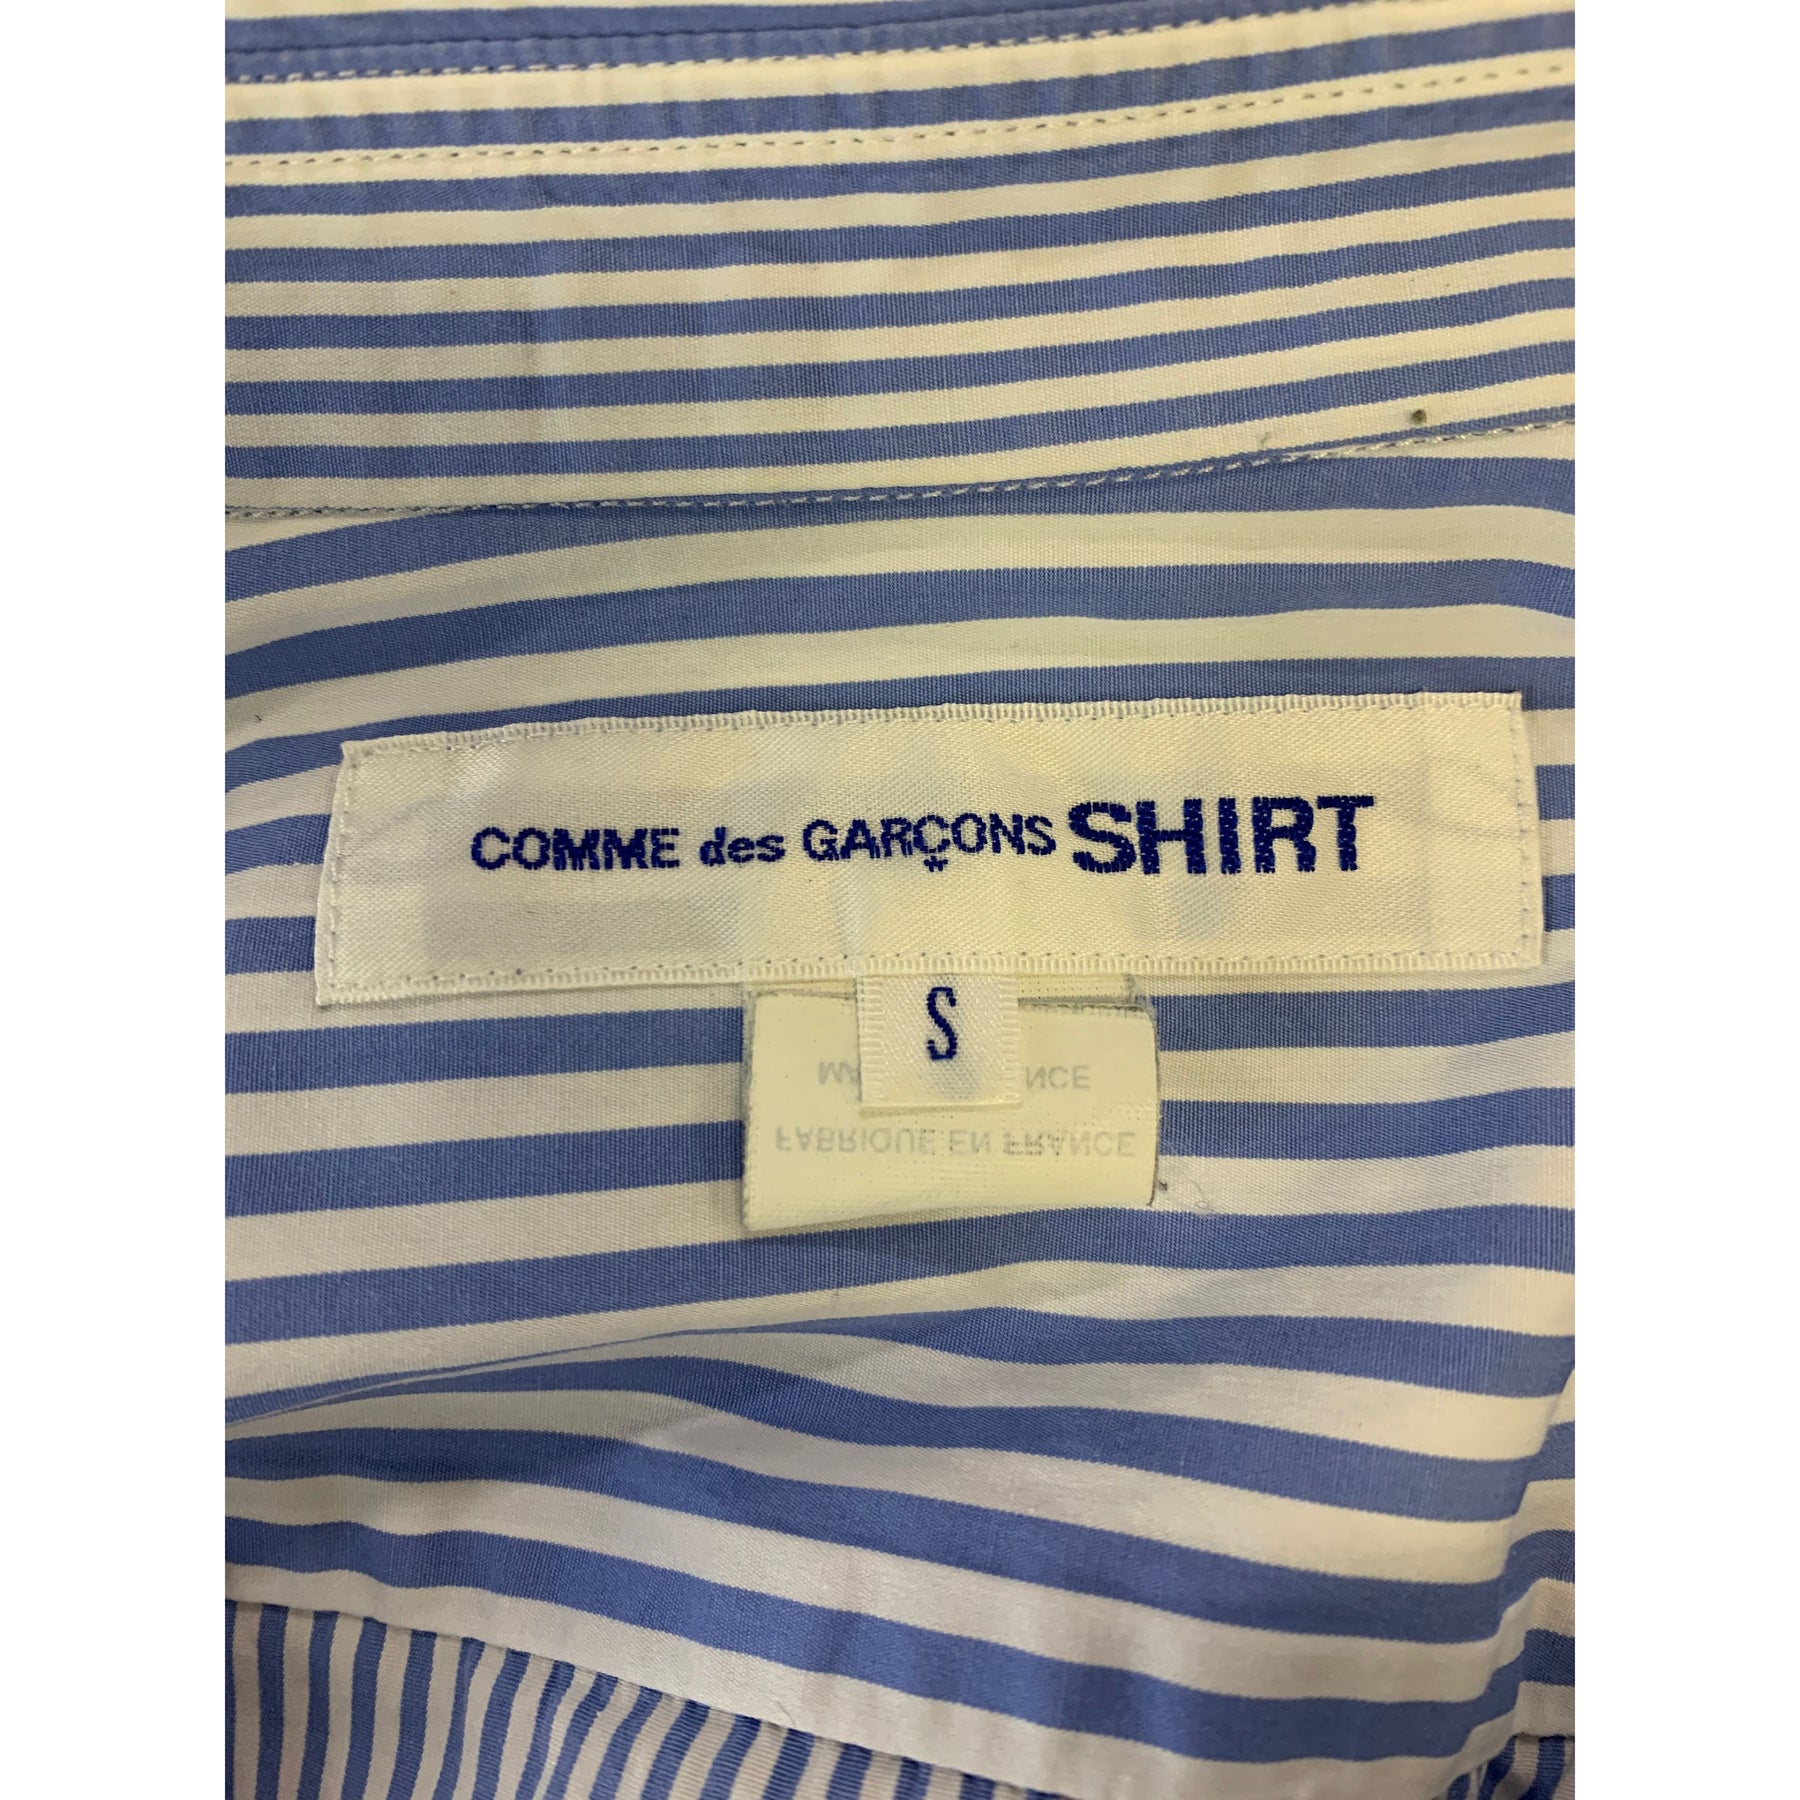 COMME des GARÇONS SHIRT
S
FABRIQUE EN FRANCE